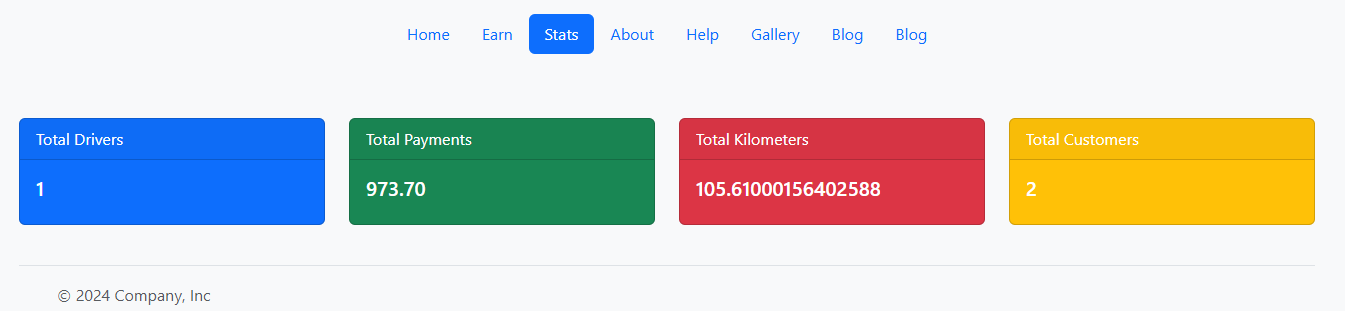 Home Earn Stats About Help Gallery Blog Blog
Total Drivers Total Payments Total Kilometers Total Customers
1 973.70 105.61000156402588 2
© 2024 Company, Inc